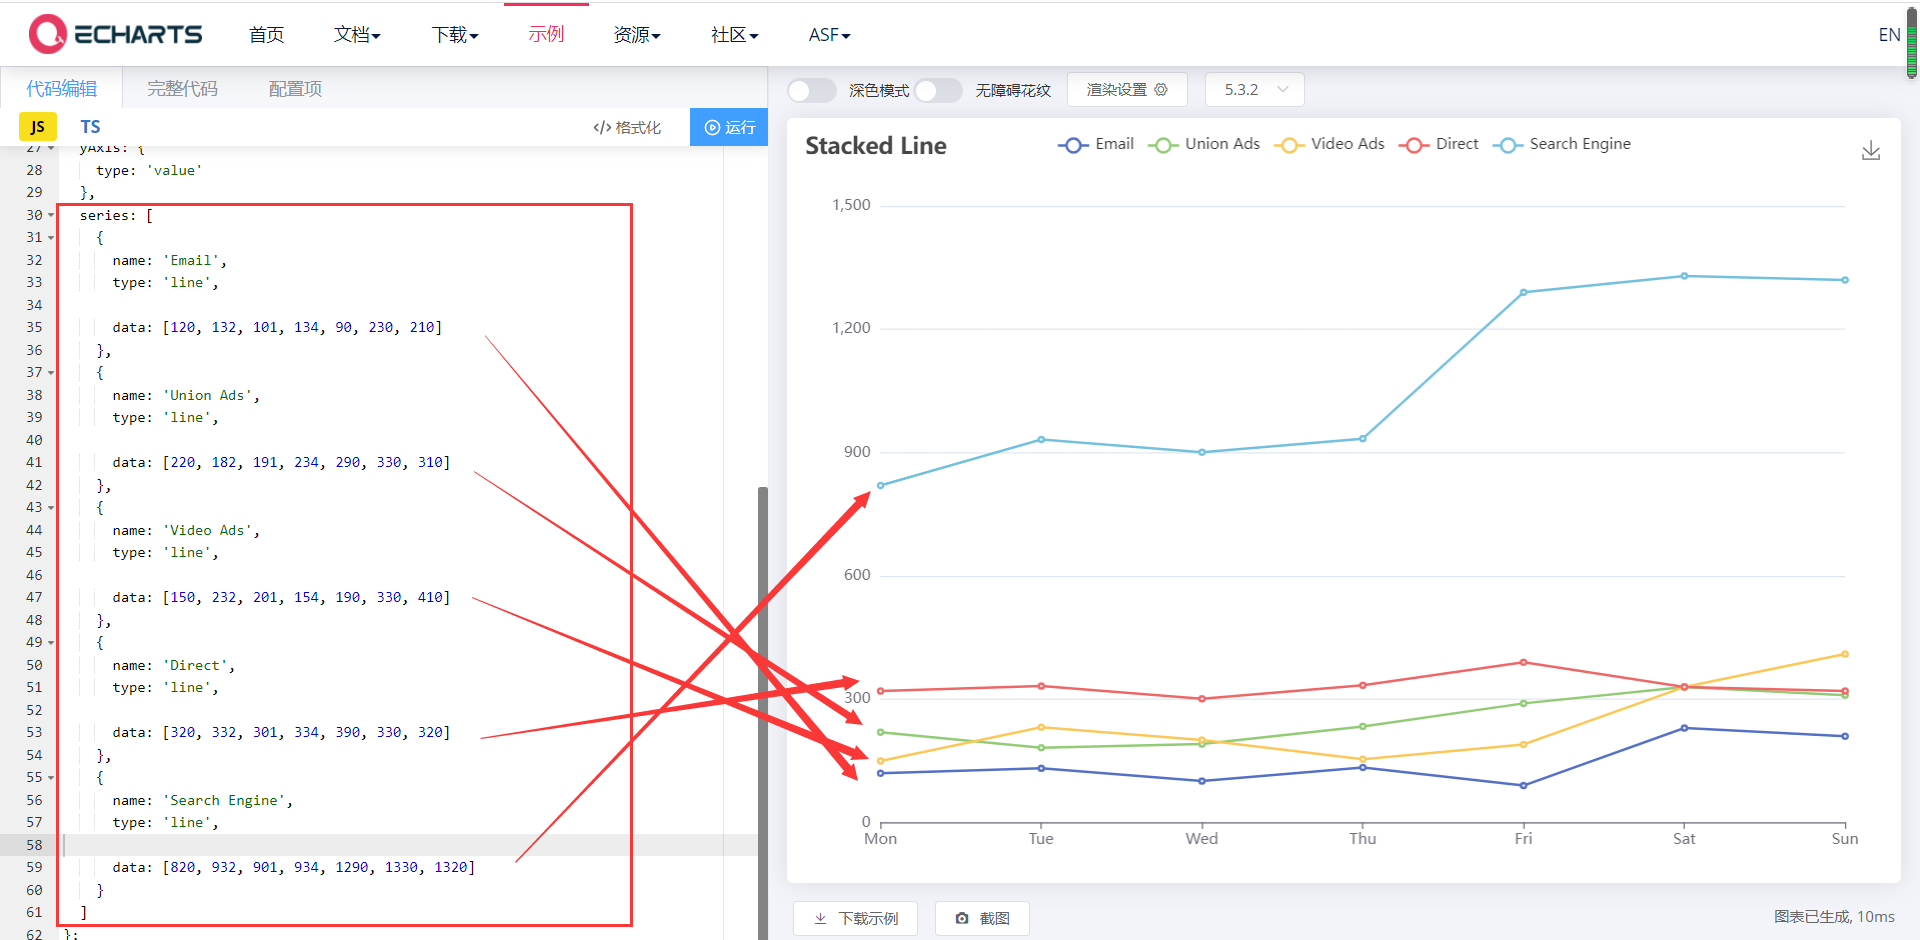 ECHARTS 首页 文档 下载 示例 资源 社区 ASF EN
代码编辑 完整代码 配置项
JS TS 格式化 运行
27 yAxis: {
28 type: 'value'
29 },
30 series: [
31 {
32 name: 'Email',
33 type: 'line',
34
35 data: [120, 132, 101, 134, 90, 230, 210]
36 },
37 {
38 name: 'Union Ads',
39 type: 'line',
40
41 data: [220, 182, 191, 234, 290, 330, 310]
42 },
43 {
44 name: 'Video Ads',
45 type: 'line',
46
47 data: [150, 232, 201, 154, 190, 330, 410]
48 },
49 {
50 name: 'Direct',
51 type: 'line',
52
53 data: [320, 332, 301, 334, 390, 330, 320]
54 },
55 {
56 name: 'Search Engine',
57 type: 'line',
58
59 data: [820, 932, 901, 934, 1290, 1330, 1320]
60 }
61 ]
62 };
深色模式 无障碍花纹 渲染设置 5.3.2
Stacked Line
Email Union Ads Video Ads Direct Search Engine
1,500
1,200
900
600
300
0
Mon Tue Wed Thu Fri Sat Sun
下载示例 截图 图表已生成, 10ms